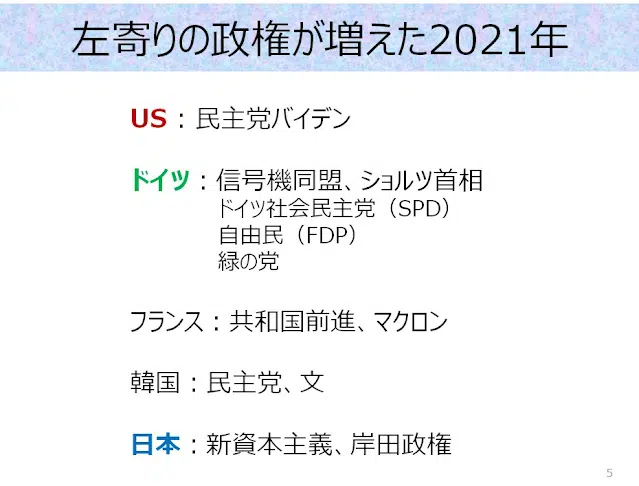 左寄りの政権が増えた2021年
US：民主党バイデン
ドイツ：信号機同盟、ショルツ首相
ドイツ社会民主党（SPD）
自由民（FDP）
緑の党
フランス：共和国前進、マクロン
韓国：民主党、文
日本：新資本主義、岸田政権
5